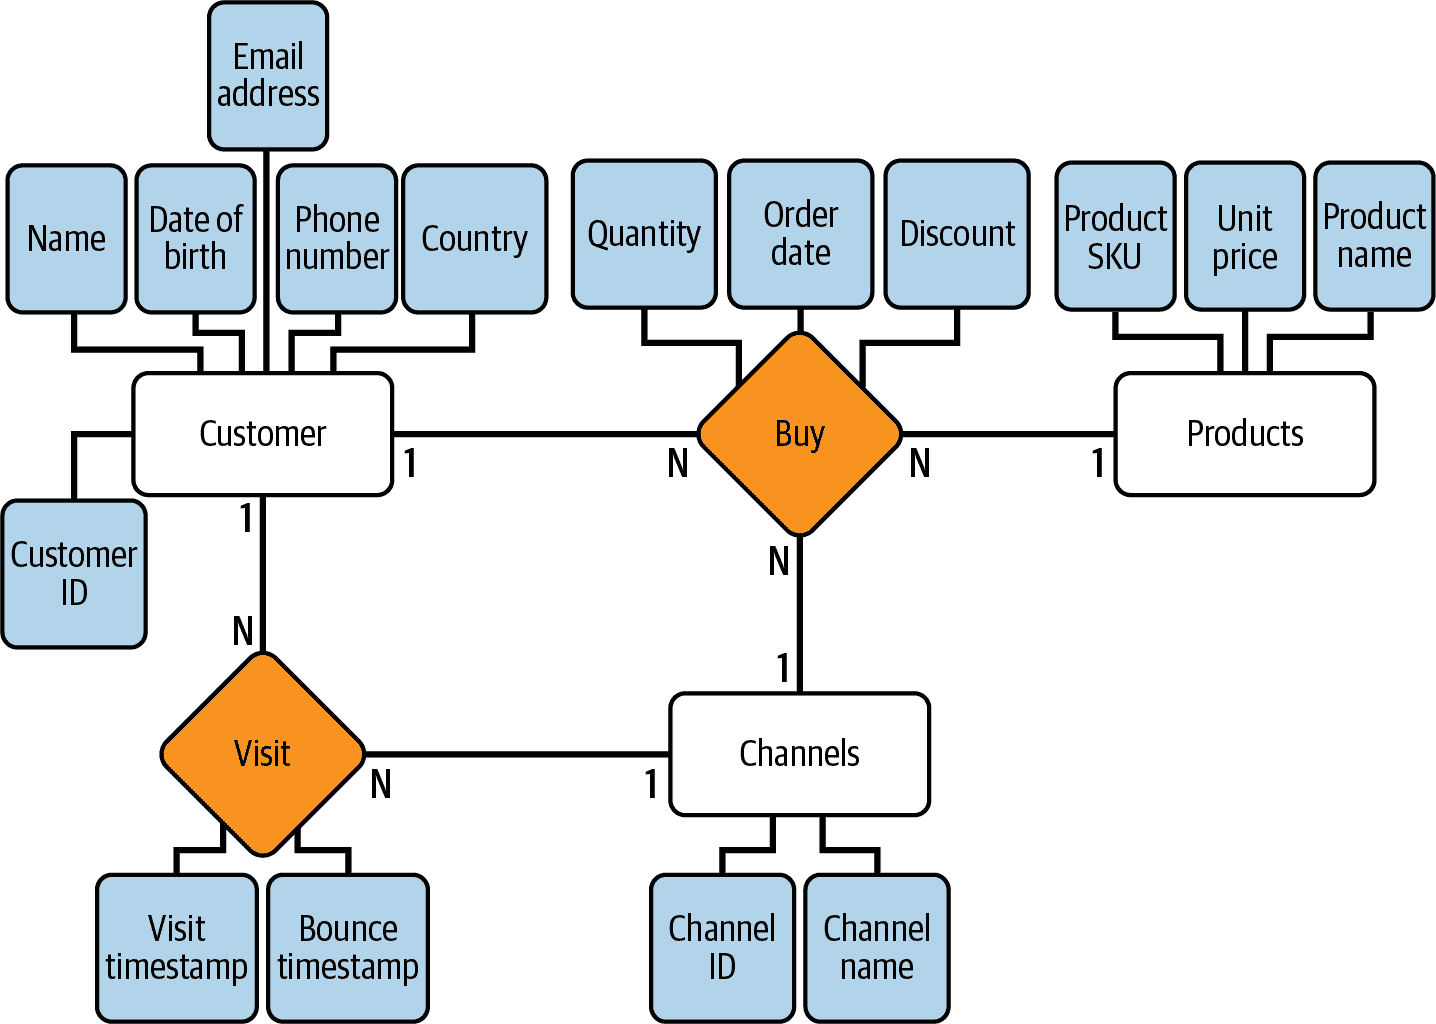 Email
address
Name
Date of
birth
Phone
number
Country
Quantity
Order
date
Discount
Product
SKU
Unit
price
Product
name
Customer
1
N
Buy
N
1
Products
Customer
ID
1
N
N
1
Visit
N
1
Channels
Visit
timestamp
Bounce
timestamp
Channel
ID
Channel
name